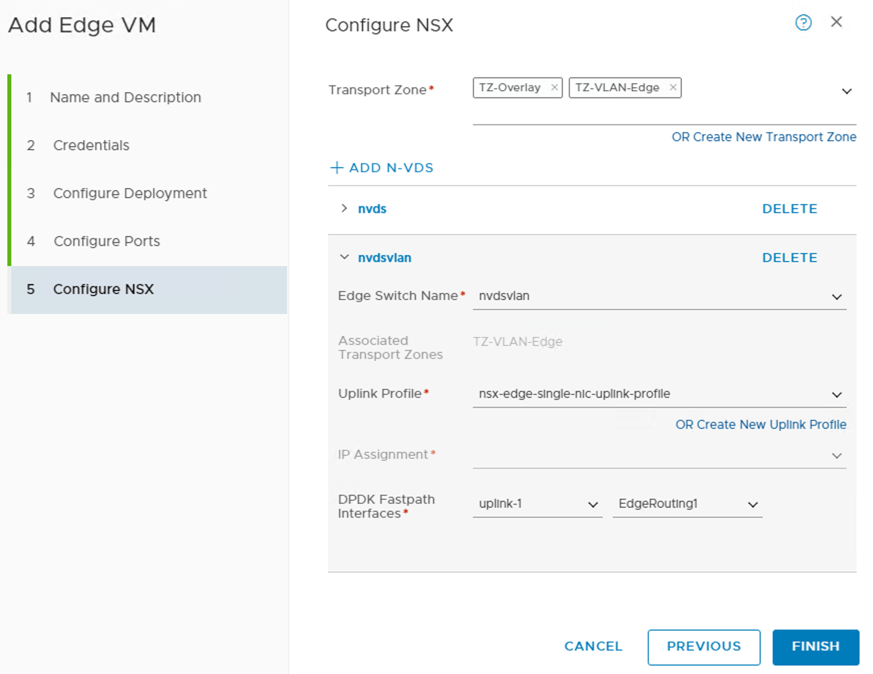 Add Edge VM
1 Name and Description
2 Credentials
3 Configure Deployment
4 Configure Ports
5 Configure NSX
Configure NSX
Transport Zone*
TZ-Overlay × TZ-VLAN-Edge ×
OR Create New Transport Zone
+ ADD N-VDS
nvds DELETE
nvdsvlan DELETE
Edge Switch Name* nvdsvlan
Associated
Transport Zones
TZ-VLAN-Edge
Uplink Profile* nsx-edge-single-nic-uplink-profile
OR Create New Uplink Profile
IP Assignment*
DPDK Fastpath
Interfaces*
uplink-1 EdgeRouting1
CANCEL PREVIOUS FINISH